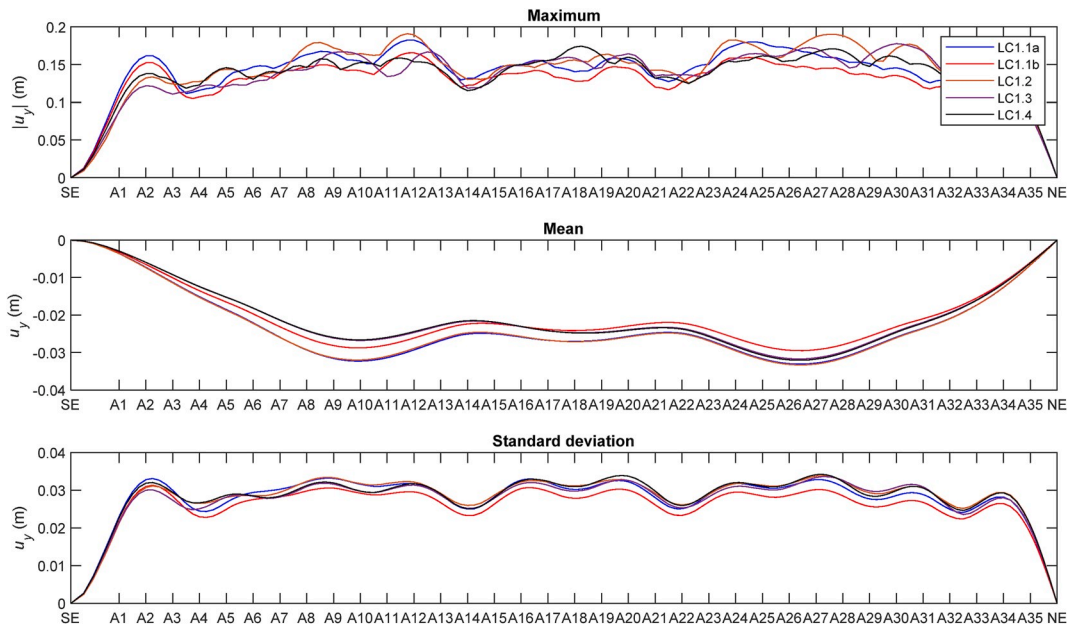 Maximum
0.2
0.15
0.1
0.05
0
|u_y| (m)
LC1.1a
LC1.1b
LC1.2
LC1.3
LC1.4
SE A1 A2 A3 A4 A5 A6 A7 A8 A9 A10 A11 A12 A13 A14 A15 A16 A17 A18 A19 A20 A21 A22 A23 A24 A25 A26 A27 A28 A29 A30 A31 A32 A33 A34 A35 NE
Mean
0
-0.01
-0.02
-0.03
-0.04
u_y (m)
SE A1 A2 A3 A4 A5 A6 A7 A8 A9 A10 A11 A12 A13 A14 A15 A16 A17 A18 A19 A20 A21 A22 A23 A24 A25 A26 A27 A28 A29 A30 A31 A32 A33 A34 A35 NE
Standard deviation
0.04
0.03
0.02
0.01
0
u_y (m)
SE A1 A2 A3 A4 A5 A6 A7 A8 A9 A10 A11 A12 A13 A14 A15 A16 A17 A18 A19 A20 A21 A22 A23 A24 A25 A26 A27 A28 A29 A30 A31 A32 A33 A34 A35 NE